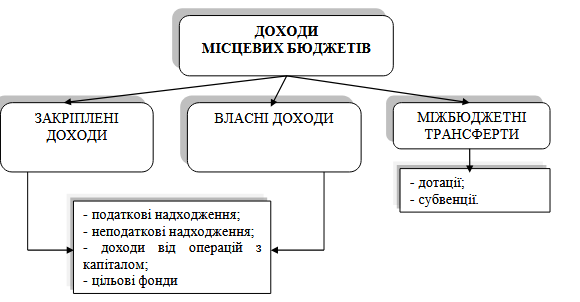 ДОХОДИ
МІСЦЕВИХ БЮДЖЕТІВ
ЗАКРІПЛЕНІ
ДОХОДИ
ВЛАСНІ ДОХОДИ
МІЖБЮДЖЕТНІ
ТРАНСФЕРТИ
- дотації;
- субвенції.
- податкові надходження;
- неподаткові надходження;
- доходи від операцій з
капіталом;
- цільові фонди